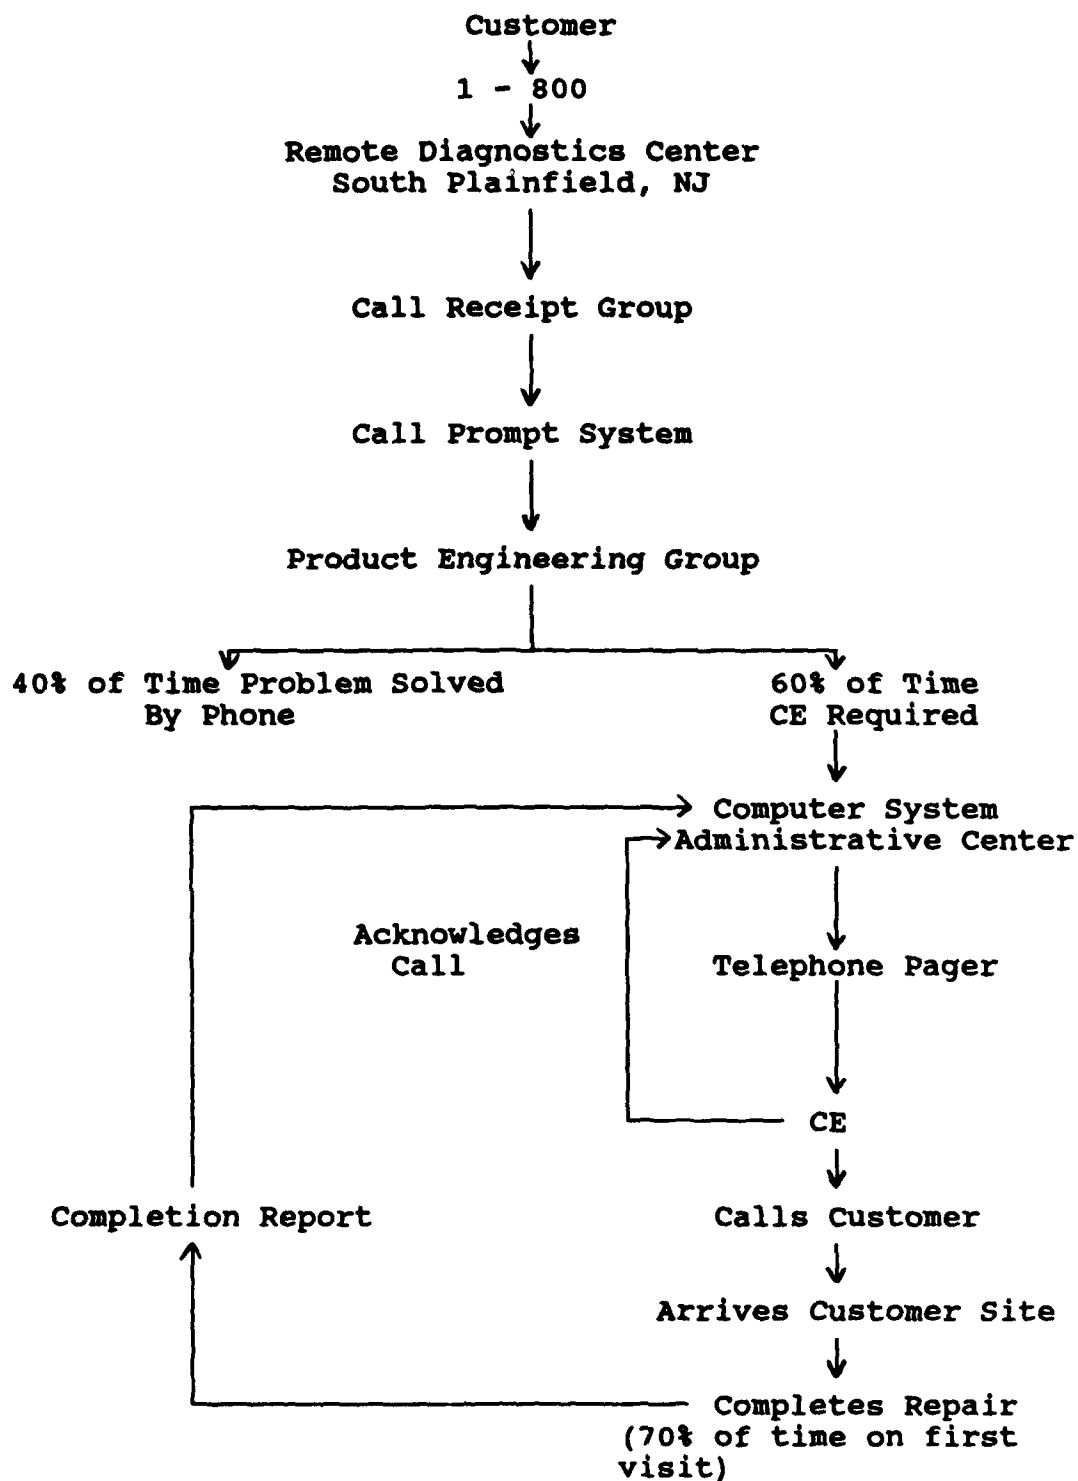 Customer
1 - 800
Remote Diagnostics Center
South Plainfield, NJ
Call Receipt Group
Call Prompt System
Product Engineering Group
40% of Time Problem Solved
By Phone
60% of Time
CE Required
Computer System
Administrative Center
Acknowledges
Call
Telephone Pager
CE
Completion Report
Calls Customer
Arrives Customer Site
Completes Repair
(70% of time on first
visit)